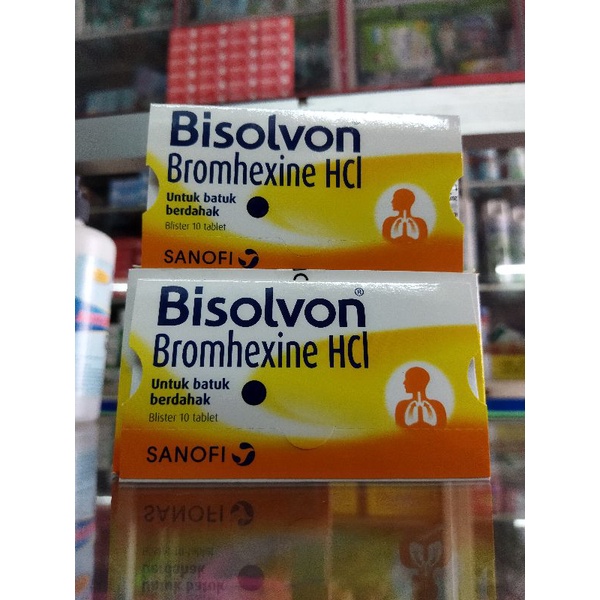 Bisolvon
Bromhexine HCl
Untuk batuk
berdahak
Blister 10 tablet
SANOFI
Bisolvon®
Bromhexine HCl
Untuk batuk
berdahak
Blister 10 tablet
SANOFI